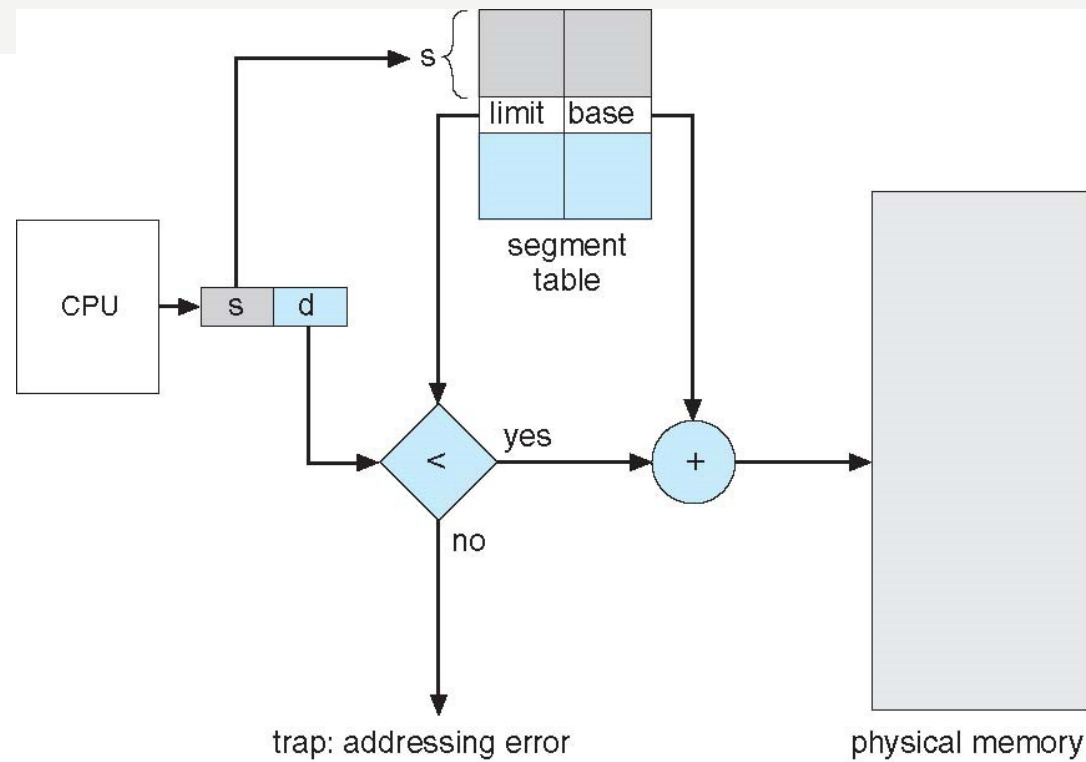 s
limit base
segment
table
CPU
s d
<
yes
+
no
trap: addressing error
physical memory